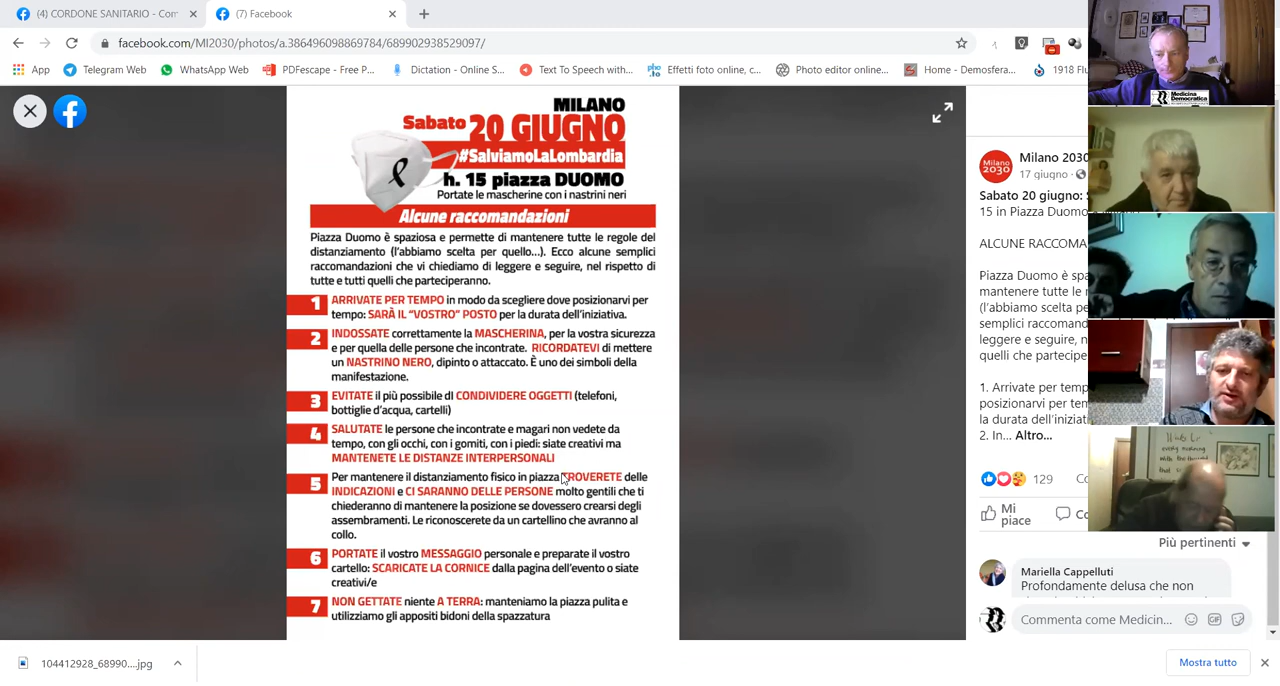 (4) CORDONE SANITARIO - Com
(7) Facebook
facebook.com/MI2030/photos/a.386496098869784/689902938529097/
App
Telegram Web
WhatsApp Web
PDFescape - Free P...
Dictation - Online S...
Text To Speech with...
Effetti foto online, c...
Photo editor online...
Home - Demosfera...
1918 Flu
MILANO
Sabato 20 GIUGNO
#SalviamoLaLombardia
h. 15 piazza DUOMO
Portate le mascherine con i nastrini neri
Alcune raccomandazioni
Piazza Duomo è spaziosa e permette di mantenere tutte le regole del
distanziamento (l'abbiamo scelta per quello...). Ecco alcune semplici
raccomandazioni che vi chiediamo di leggere e seguire, nel rispetto di
tutte e tutti quelli che parteciperanno.
1 ARRIVATE PER TEMPO in modo da scegliere dove posizionarvi per
tempo: SARÀ IL “VOSTRO” POSTO per la durata dell'iniziativa.
2 INDOSSATE correttamente la MASCHERINA, per la vostra sicurezza
e per quella delle persone che incontrate. RICORDATEVI di mettere
un NASTRINO NERO, dipinto o attaccato. È uno dei simboli della
manifestazione.
3 EVITATE il più possibile dI CONDIVIDERE OGGETTI (telefoni,
bottiglie d'acqua, cartelli)
4 SALUTATE le persone che incontrate e magari non vedete da
tempo, con gli occhi, con i gomiti, con i piedi: siate creativi ma
MANTENETE LE DISTANZE INTERPERSONALI
5 Per mantenere il distanziamento fisico in piazza TROVERETE delle
INDICAZIONI e CI SARANNO DELLE PERSONE molto gentili che ti
chiederanno di mantenere la posizione se dovessero crearsi degli
assembramenti. Le riconoscerete da un cartellino che avranno al
collo.
6 PORTATE il vostro MESSAGGIO personale e preparate il vostro
cartello: SCARICATE LA CORNICE dalla pagina dell'evento o siate
creativi/e
7 NON GETTATE niente A TERRA: manteniamo la piazza pulita e
utilizziamo gli appositi bidoni della spazzatura
Milano 2030
Milano 2030
17 giugno ·
Sabato 20 giugno:
15 in Piazza Duomo
ALCUNE RACCOMA
Piazza Duomo è spa
mantenere tutte le r
(l'abbiamo scelta pe
semplici raccomand
leggere e seguire, n
quelli che partecipe
1. Arrivate per temp
posizionarvi per tem
la durata dell'iniziati
2. In... Altro...
129
Mi piace
Più pertinenti
Mariella Cappelluti
Profondamente delusa che non
Commenta come Medicin...
GIF
Medicina
Democratica
104412928_68990....jpg
Mostra tutto